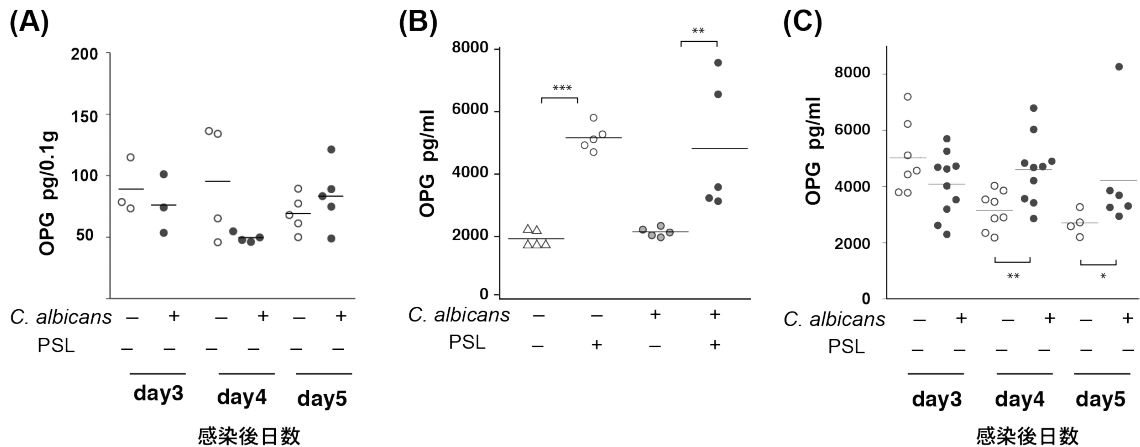 (A)
200
150
100
50
OPG pg/0.1g
C. albicans – + – + – +
PSL – – – – – –
day3 day4 day5
感染後日数
(B)
8000
6000
4000
2000
0
OPG pg/ml
***
**
C. albicans – – + +
PSL – + – +
(C)
8000
6000
4000
2000
0
OPG pg/ml
**
*
C. albicans – + – + – +
PSL – – – – – –
day3 day4 day5
感染後日数